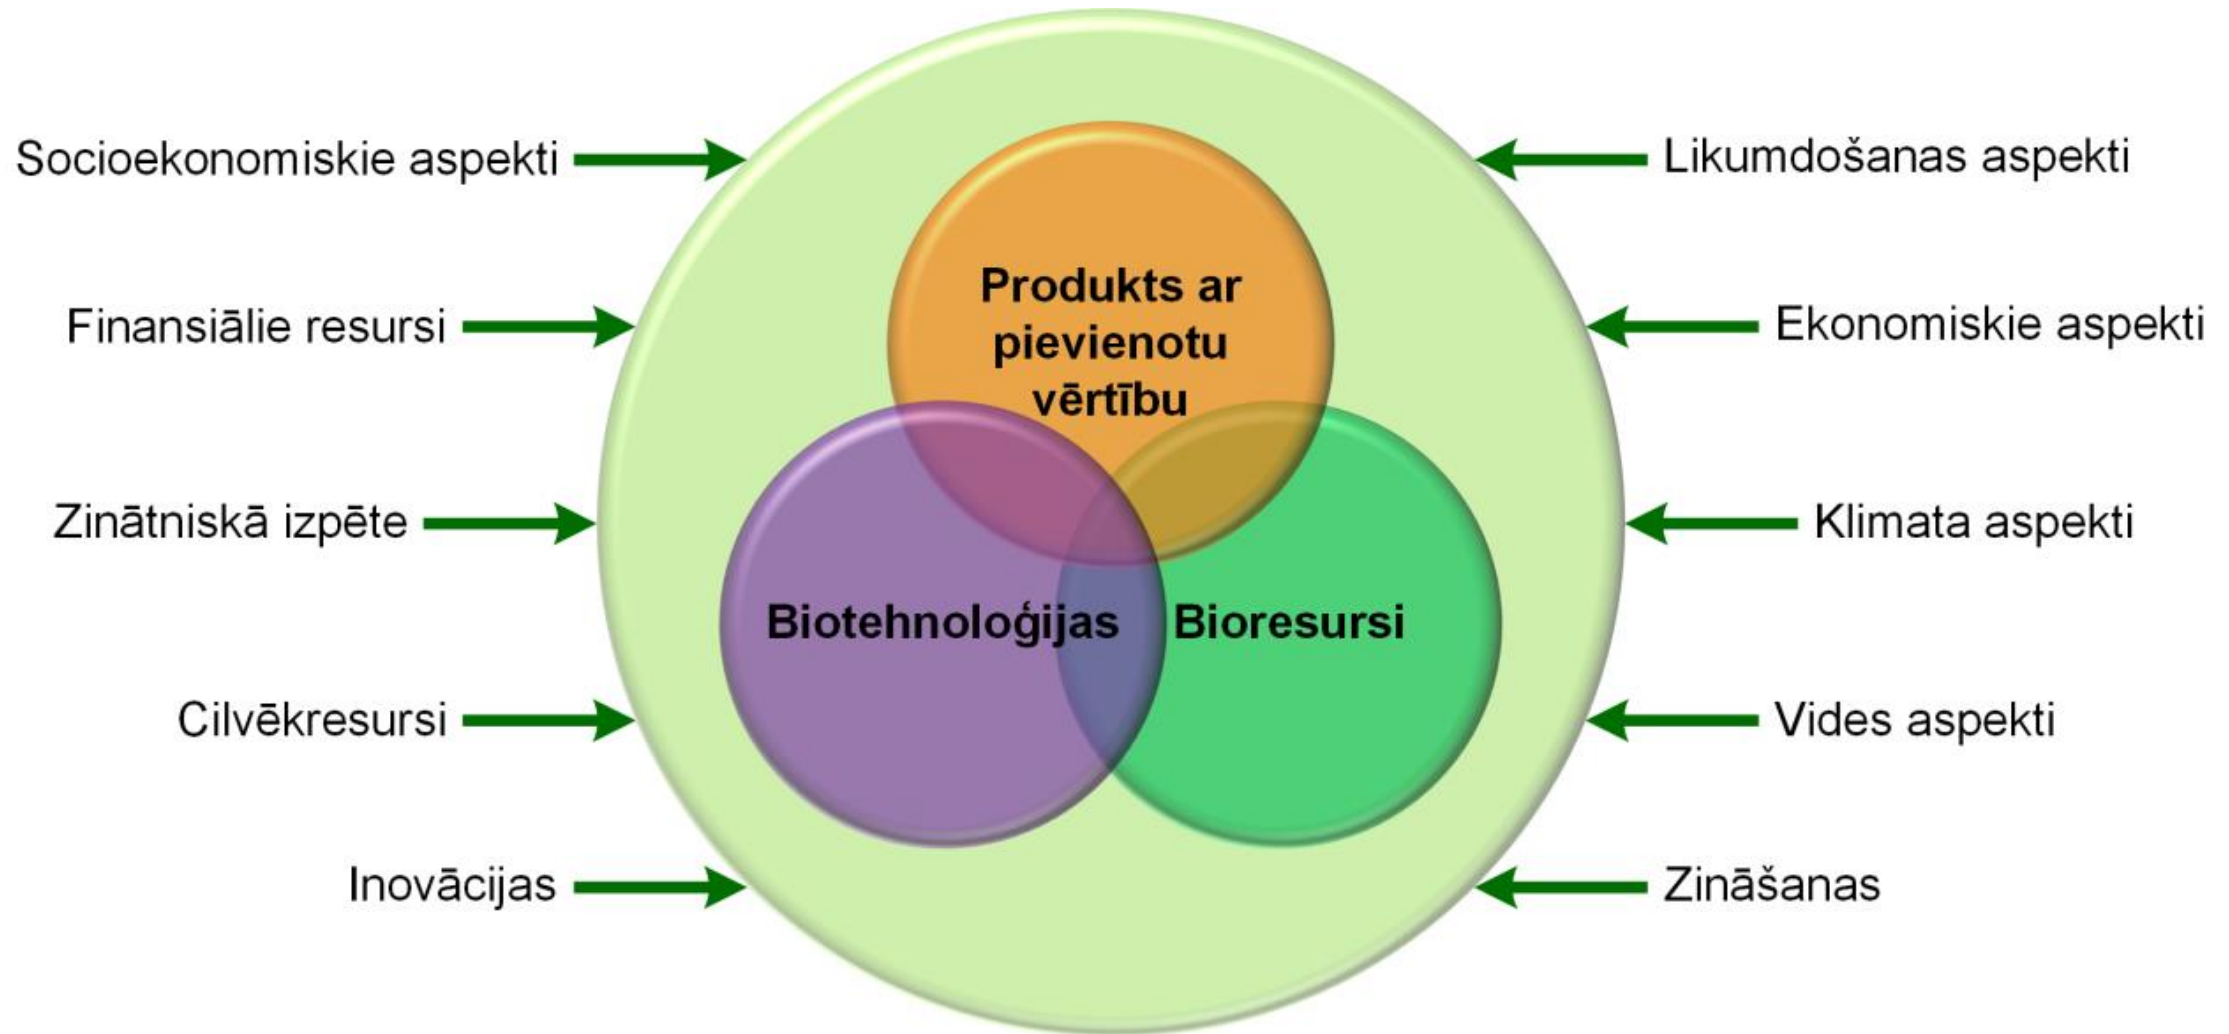 Socioekonomiskie aspekti
Finansiālie resursi
Zinātniskā izpēte
Cilvēkresursi
Inovācijas
Produkts ar
pievienotu
vērtību
Biotehnoloģijas
Bioresursi
Likumdošanas aspekti
Ekonomiskie aspekti
Klimata aspekti
Vides aspekti
Zināšanas